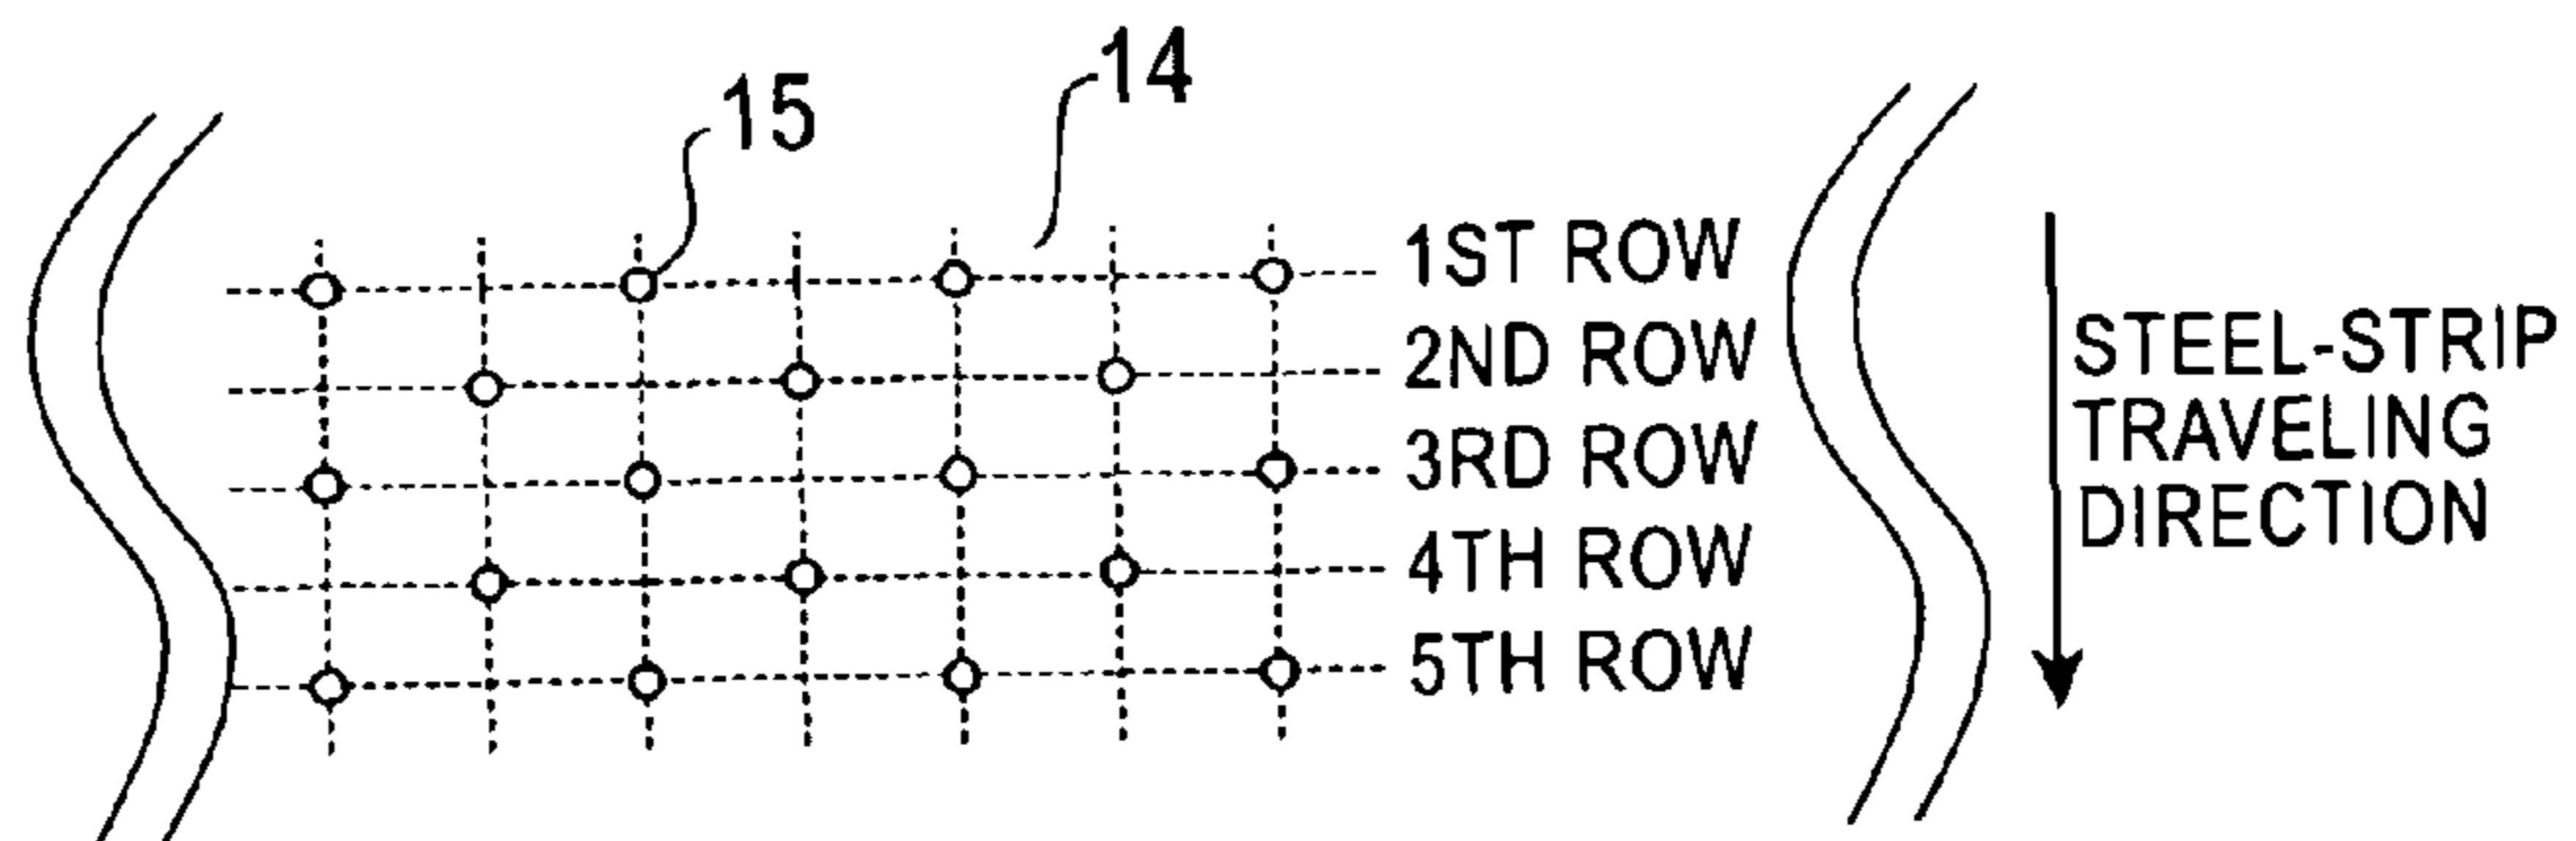 14
15
1ST ROW
2ND ROW
3RD ROW
4TH ROW
5TH ROW
STEEL-STRIP
TRAVELING
DIRECTION